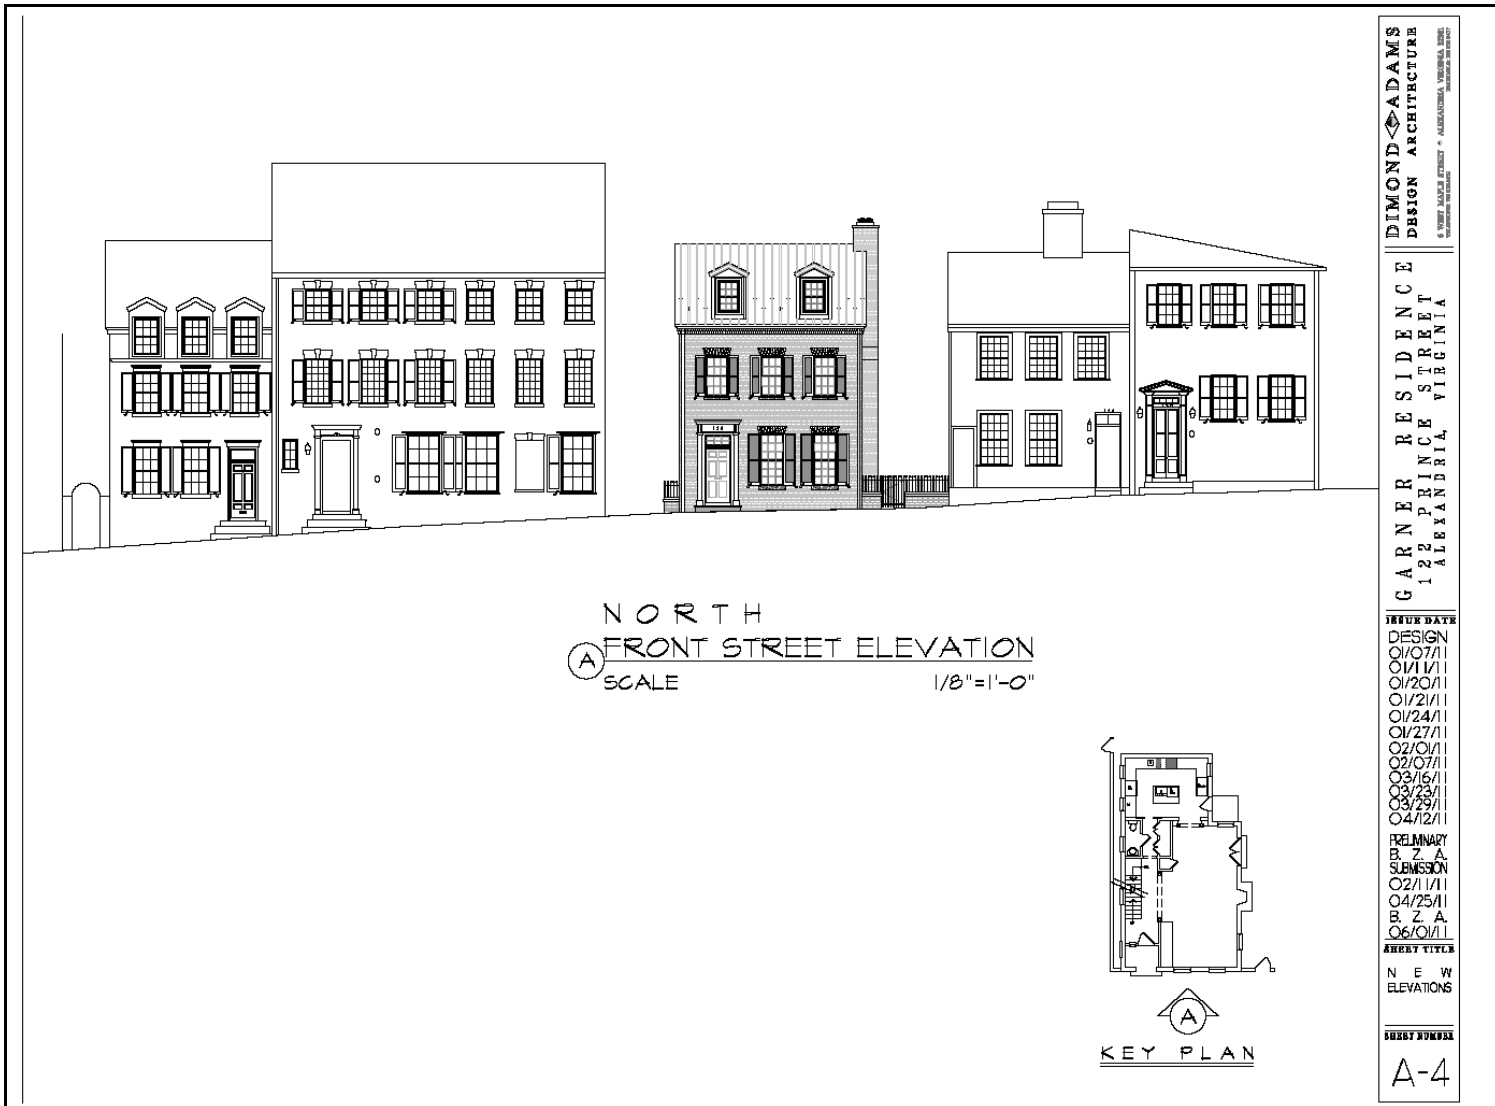 NORTH
A FRONT STREET ELEVATION
SCALE 1/8"=1'-0"
A
KEY PLAN
DIMOND ADAMS
DESIGN ARCHITECTURE
GARNER RESIDENCE
122 PRINCE STREET
ALEXANDRIA, VIRGINIA
ISSUE DATE
DESIGN
01/07/11
01/11/11
01/20/11
01/21/11
01/24/11
01/27/11
02/01/11
02/07/11
03/16/11
03/23/11
03/29/11
04/12/11
PRELIMINARY
B. Z. A.
SUBMISSION
02/11/11
04/25/11
B. Z. A.
06/01/11
SHEET TITLE
NEW
ELEVATIONS
SHEET NUMBER
A-4